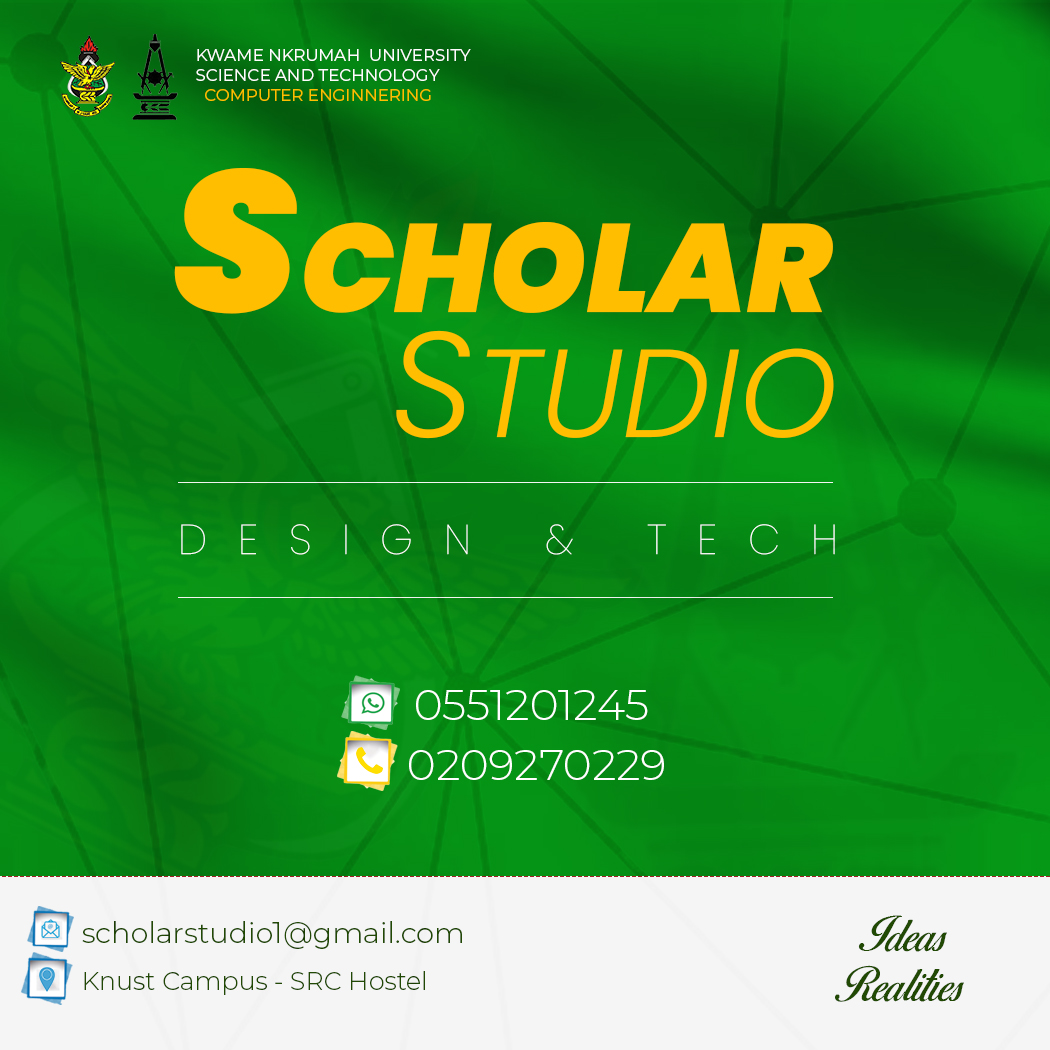 KWAME NKRUMAH UNIVERSITY
SCIENCE AND TECHNOLOGY
COMPUTER ENGINNERING
SCHOLAR
STUDIO
DESIGN & TECH
0551201245
0209270229
scholarstudio1@gmail.com
Knust Campus - SRC Hostel
Ideas
Realities